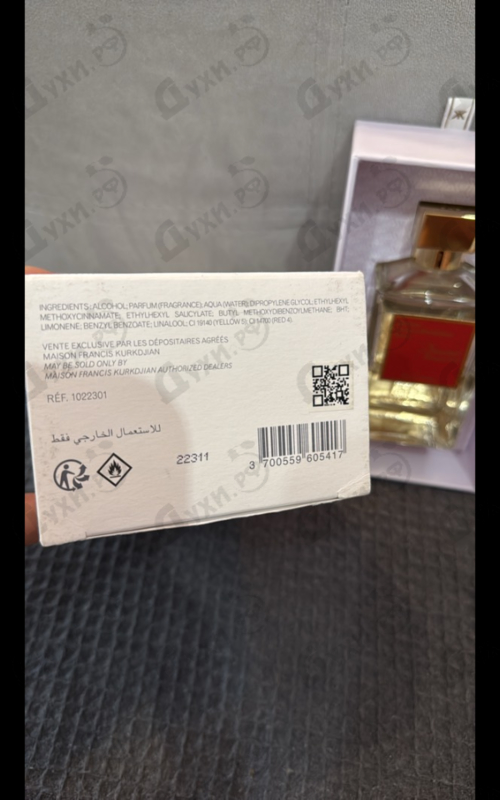 INGREDIENTS: ALCOHOL, PARFUM (FRAGRANCE), AQUA (WATER), DIPROPYLENE GLYCOL, ETHYLHEXYL
METHOXYCINNAMATE, ETHYLHEXYL SALICYLATE, BUTYL METHOXYDIBENZOYLMETHANE, BHT,
LIMONENE, BENZYL BENZOATE, LINALOOL, CI 19140 (YELLOW 5), CI 14700 (RED 4).
VENTE EXCLUSIVE PAR LES DÉPOSITAIRES AGRÉÉS
MAISON FRANCIS KURKDJIAN
MAY BE SOLD ONLY BY
MAISON FRANCIS KURKDJIAN AUTHORIZED DEALERS
RÉF. 1022301
للاستعمال الخارجي فقط
22311
3 700559 605417
Духи.рф